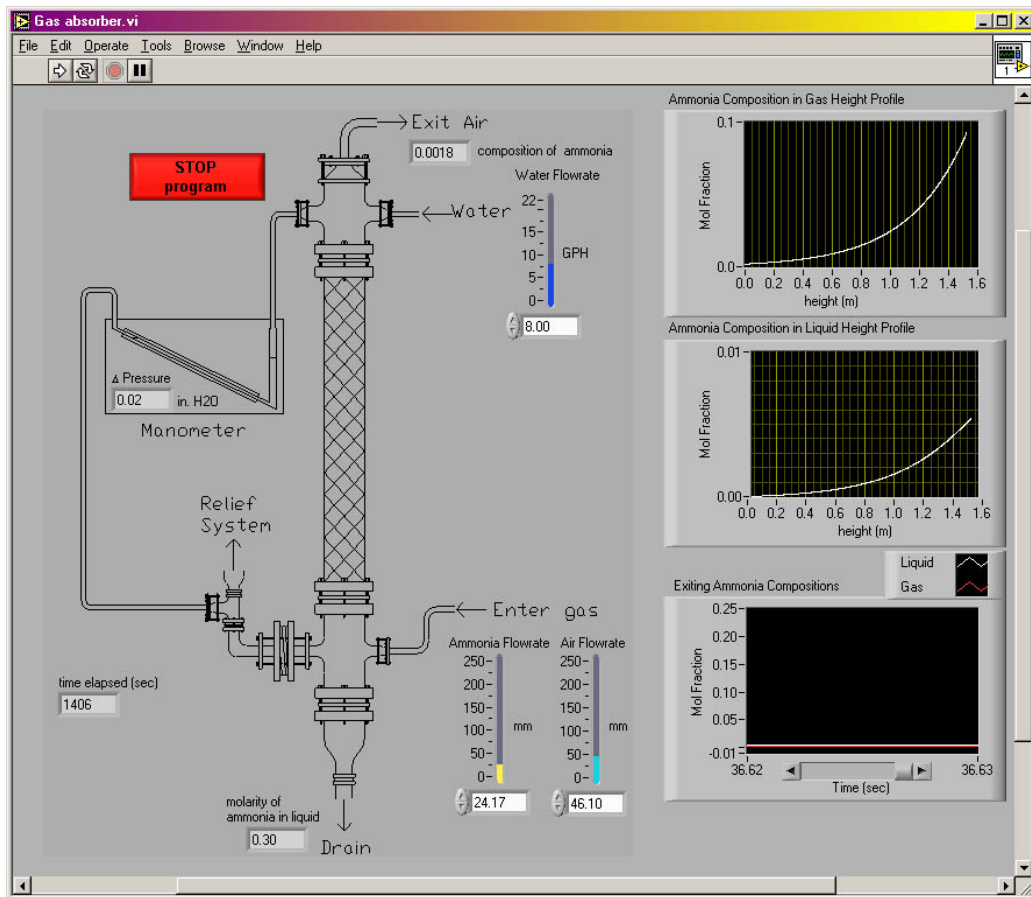 Gas absorber.vi
File Edit Operate Tools Browse Window Help
1
STOP
program
Exit Air
0.0018 composition of ammonia
Water Flowrate
Water
22-
15-
10-
5-
0-
GPH
8.00
Δ Pressure
0.02 in. H2O
Manometer
Relief
System
Enter gas
Ammonia Flowrate
250-
200-
150-
100-
50-
0-
mm
24.17
Air Flowrate
250-
200-
150-
100-
50-
0-
mm
46.10
time elapsed (sec)
1406
molarity of
ammonia in liquid
0.30
Drain
Ammonia Composition in Gas Height Profile
0.1-
Mol Fraction
0.0-
0.0 0.2 0.4 0.6 0.8 1.0 1.2 1.4 1.6
height (m)
Ammonia Composition in Liquid Height Profile
0.01-
Mol Fraction
0.00-
0.0 0.2 0.4 0.6 0.8 1.0 1.2 1.4 1.6
height (m)
Liquid
Gas
Exiting Ammonia Compositions
0.25-
0.20-
0.15-
0.10-
0.05-
-0.01-
Mol Fraction
36.62 36.63
Time (sec)